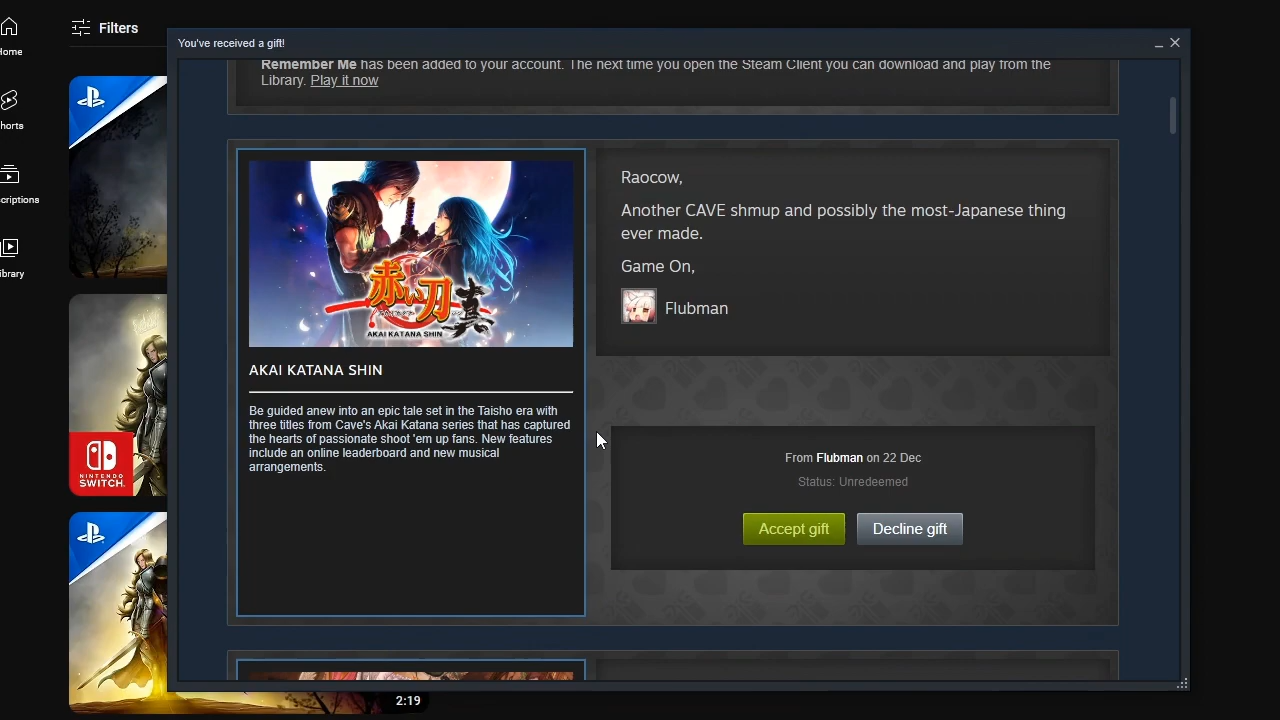 Filters
You've received a gift!
Home
Remember Me has been added to your account. The next time you open the Steam Client you can download and play from the
Library. Play it now
horts
criptions
ibrary
赤い刀
真
AKAI KATANA SHIN
Raocow,
Another CAVE shmup and possibly the most-Japanese thing
ever made.
Game On,
Flubman
AKAI KATANA SHIN
Be guided anew into an epic tale set in the Taisho era with
three titles from Cave's Akai Katana series that has captured
the hearts of passionate shoot 'em up fans. New features
include an online leaderboard and new musical
arrangements.
From Flubman on 22 Dec
Status: Unredeemed
Accept gift
Decline gift
NINTENDO
SWITCH
2:19